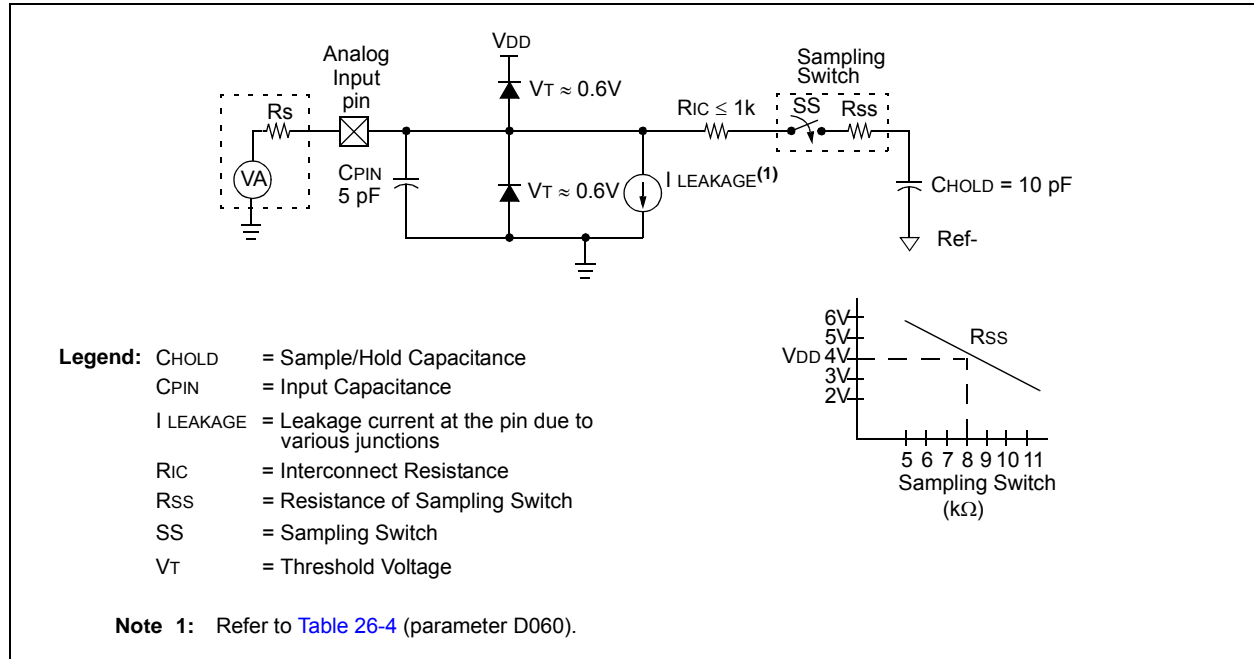 Analog
Input
pin
Rs
VA
CPIN
5 pF
VDD
VT ≈ 0.6V
VT ≈ 0.6V
I LEAKAGE(1)
RIC ≤ 1k
Sampling
Switch
SS
Rss
CHOLD = 10 pF
Ref-
Legend: CHOLD = Sample/Hold Capacitance
CPIN = Input Capacitance
I LEAKAGE = Leakage current at the pin due to
various junctions
RIC = Interconnect Resistance
RSS = Resistance of Sampling Switch
SS = Sampling Switch
VT = Threshold Voltage
6V
5V
VDD 4V
3V
2V
RSS
5 6 7 8 9 10 11
Sampling Switch
(kΩ)
Note 1: Refer to Table 26-4 (parameter D060).